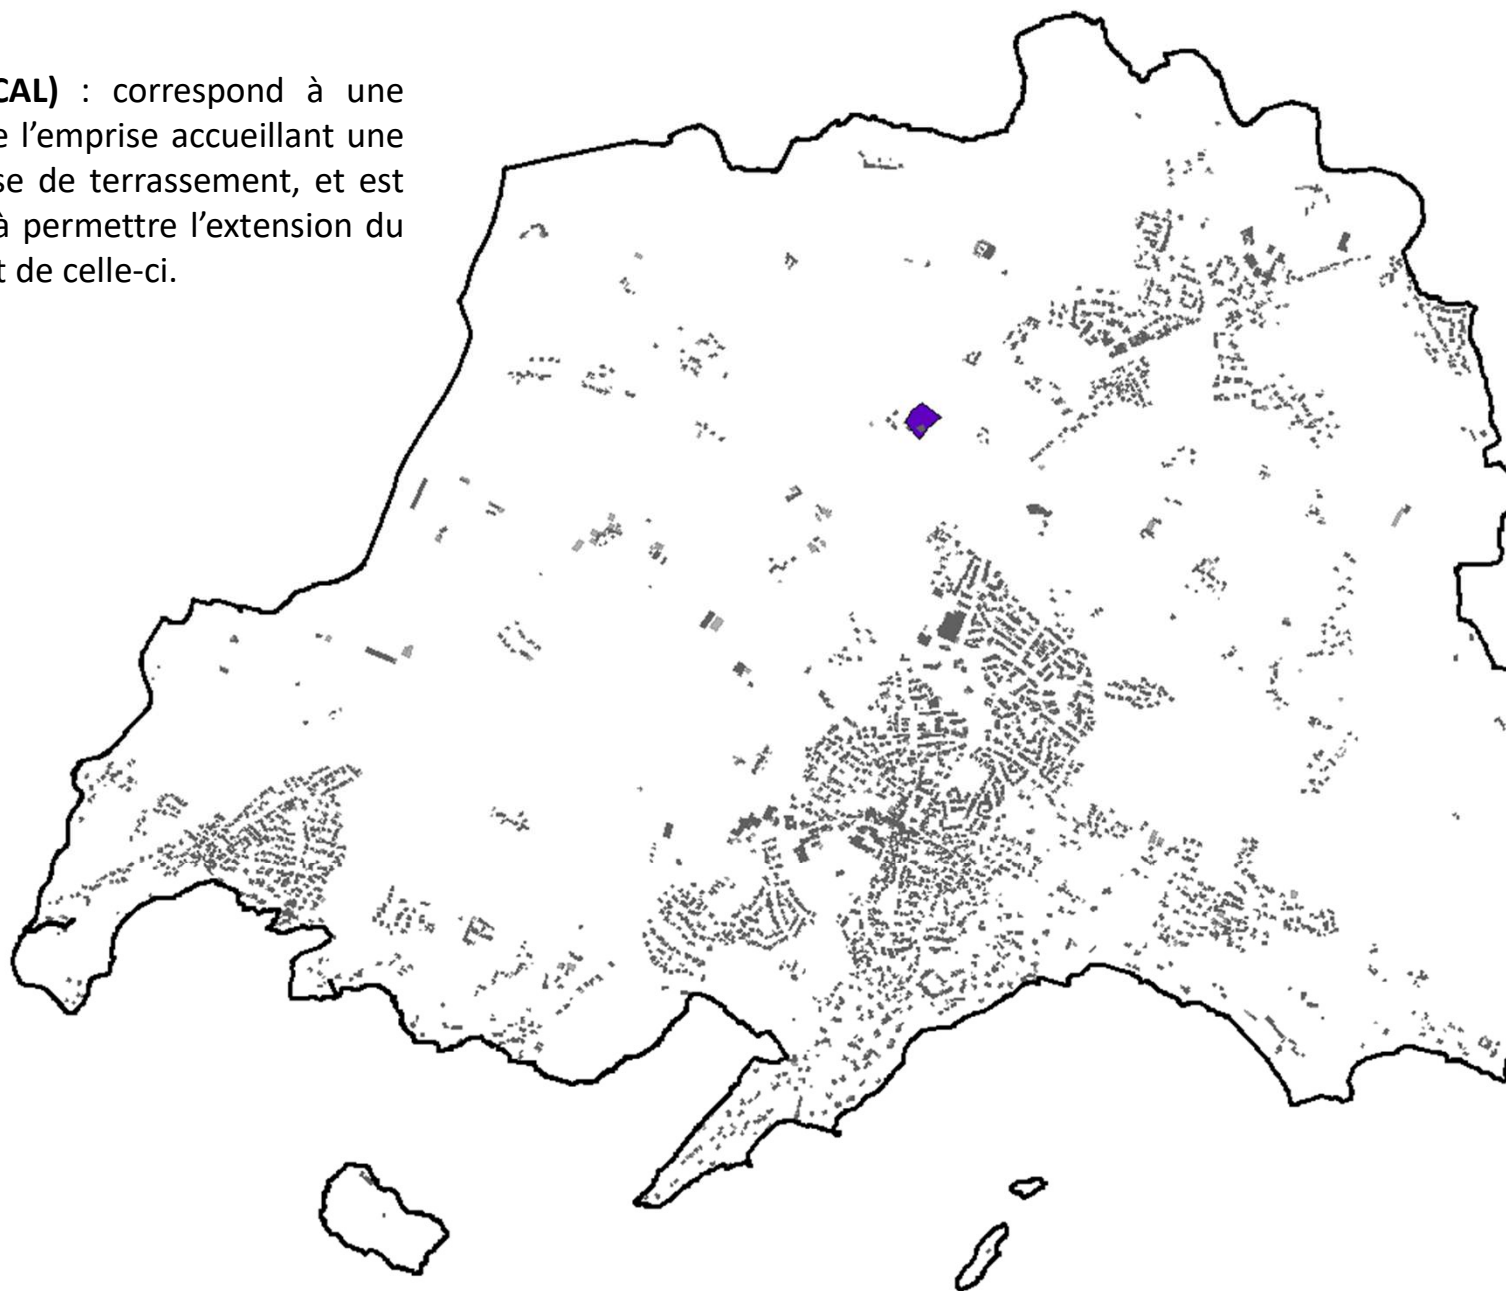 CAL) : correspond à une
e l’emprise accueillant une
se de terrassement, et est
à permettre l’extension du
t de celle-ci.